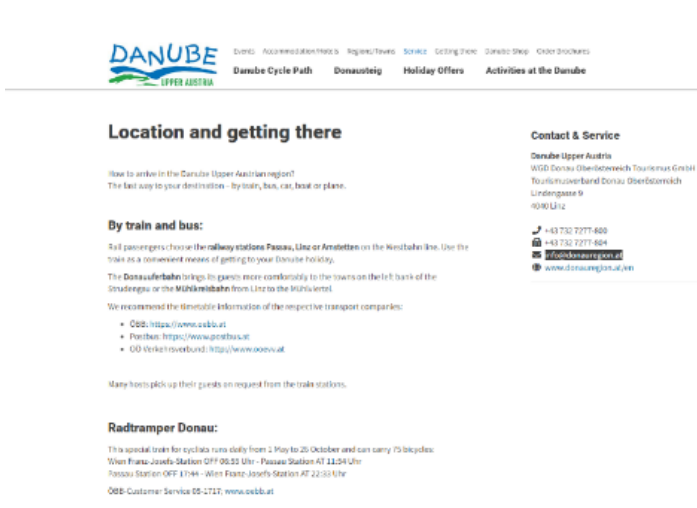 DANUBE
UPPER AUSTRIA
Events Accommodation/Hotels Regions/Towns Service Getting there Danube-Shop Order Brochures
Danube Cycle Path Donausteig Holiday Offers Activities at the Danube
Location and getting there
How to arrive in the Danube Upper Austrian region?
The fast way to your destination - by train, bus, car, boat or plane.
By train and bus:
Rail passengers choose the railway stations Passau, Linz or Amstetten on the Westbahn line. Use the
train as a convenient means of getting to your Danube holiday.
The Donauuferbahn brings its guests more comfortably to the towns on the left bank of the
Strudengau or the Mühlkreisbahn from Linz to the Mühlviertel.
We recommend the timetable information of the respective transport companies:
• ÖBB: https://www.oebb.at
• Postbus: https://www.postbus.at
• OÖ Verkehrsverbund: http://www.ooevv.at
Many hosts pick up their guests on request from the train stations.
Radtramper Donau:
This special train for cyclists runs daily from 1 May to 26 October and can carry 75 bicycles:
Wien Franz-Josefs-Station OFF Uhr - Passau Station AT 11:54 Uhr
Passau Station OFF 17:44 - Wien Franz-Josefs-Station AT 22:33 Uhr
ÖBB-Customer Service 05-1717; www.oebb.at
Contact & Service
Danube Upper Austria
WGD Donau Oberösterreich Tourismus GmbH
Tourismusverband Donau Oberösterreich
Lindengasse 9
4040 Linz
+43 732 7277-800
+43 732 7277-804
info@donauregion.at
www.donauregion.at/en